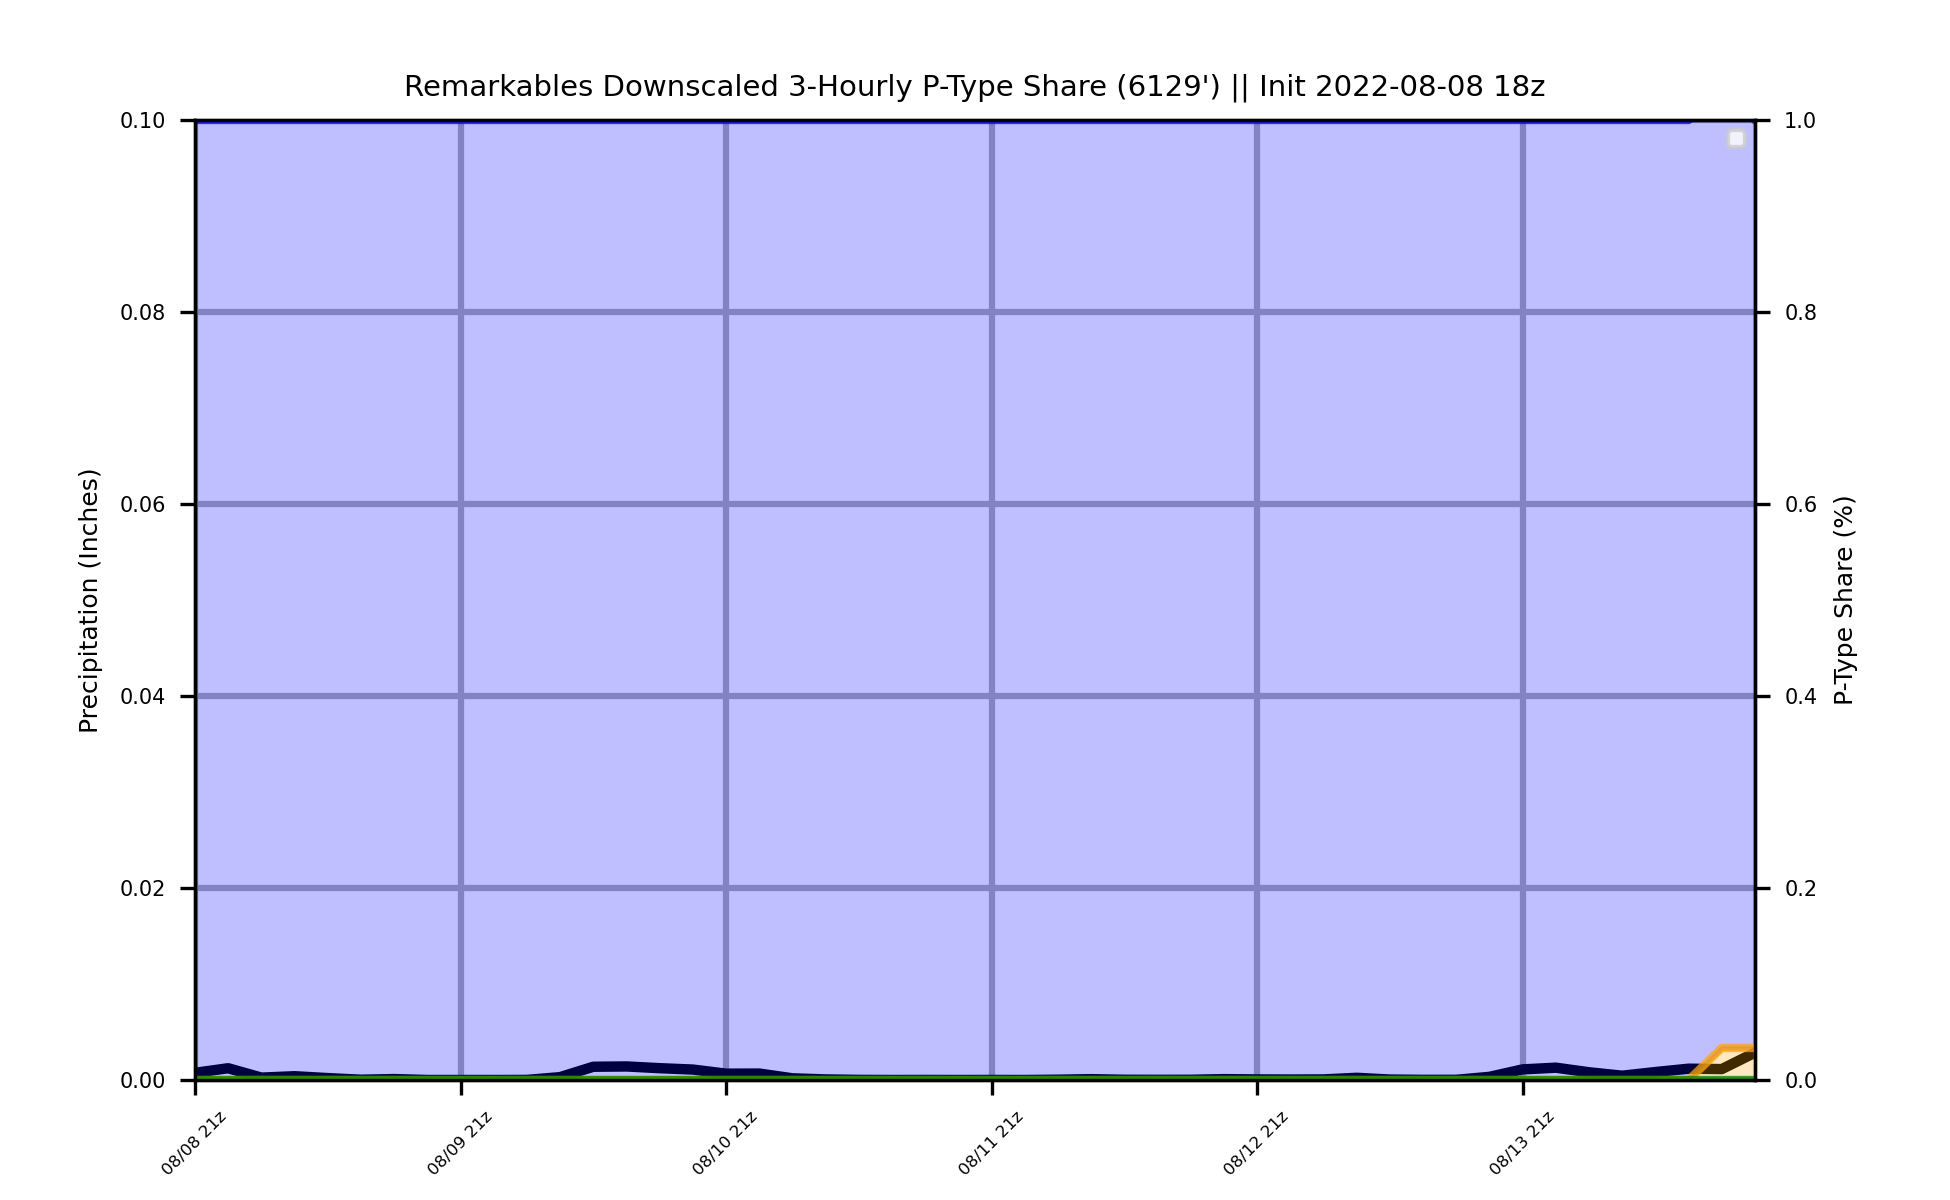 Remarkables Downscaled 3-Hourly P-Type Share (6129') || Init 2022-08-08 18z
0.10
0.08
0.06
0.04
0.02
0.00
Precipitation (Inches)
1.0
0.8
0.6
0.4
0.2
0.0
P-Type Share (%)
08/08 21z
08/09 21z
08/10 21z
08/11 21z
08/12 21z
08/13 21z